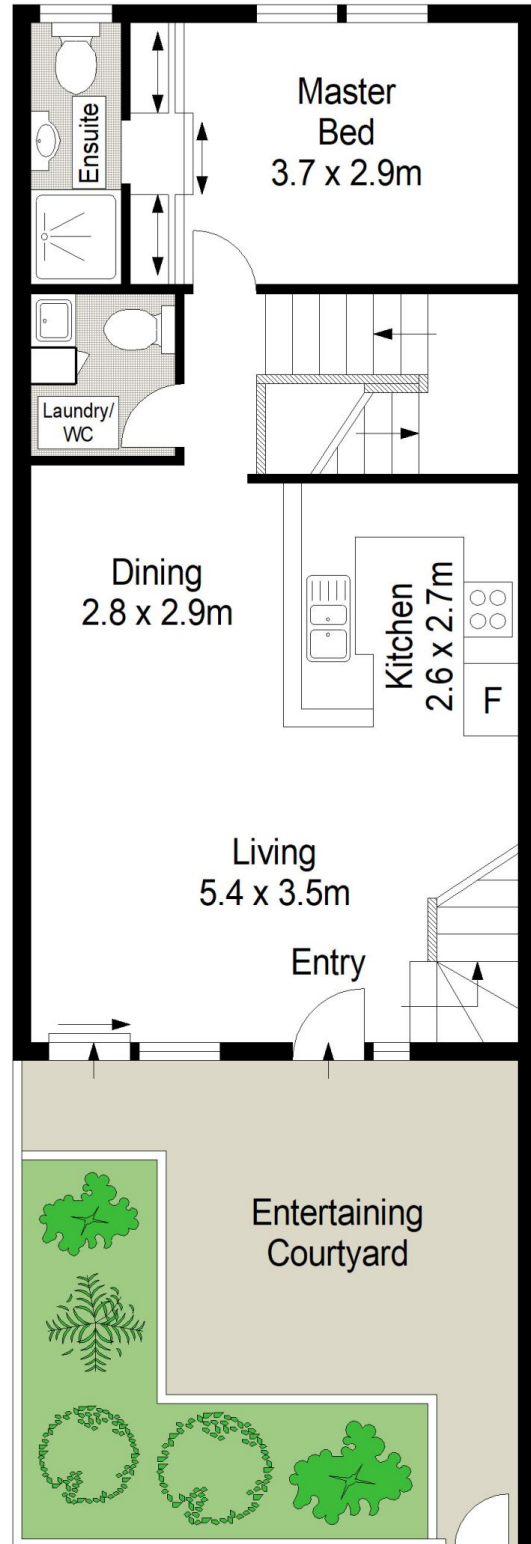 Ensuite
Master
Bed
3.7 x 2.9m
Laundry/
WC
Dining
2.8 x 2.9m
Kitchen
2.6 x 2.7m
F
Living
5.4 x 3.5m
Entry
Entertaining
Courtyard